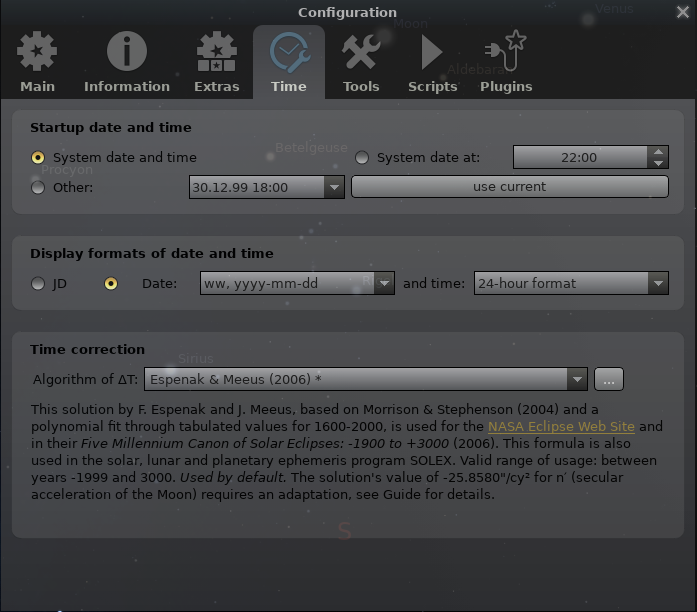 Configuration
Venus
Moon
Aldebara
Main
Information
Extras
Time
Tools
Scripts
Plugins
Startup date and time
System date and time
System date at:
22:00
Betelgeuse
Procyon
Other:
30.12.99 18:00
use current
Display formats of date and time
JD
Date:
ww, yyyy-mm-dd
and time:
24-hour format
Time correction
Sirius
Algorithm of ΔT:
Espenak & Meeus (2006) *
...
This solution by F. Espenak and J. Meeus, based on Morrison & Stephenson (2004) and a
polynomial fit through tabulated values for 1600-2000, is used for the NASA Eclipse Web Site and
in their Five Millennium Canon of Solar Eclipses: -1900 to +3000 (2006). This formula is also
used in the solar, lunar and planetary ephemeris program SOLEX. Valid range of usage: between
years -1999 and 3000. Used by default. The solution's value of -25.8580"/cy² for n˙ (secular
acceleration of the Moon) requires an adaptation, see Guide for details.
S